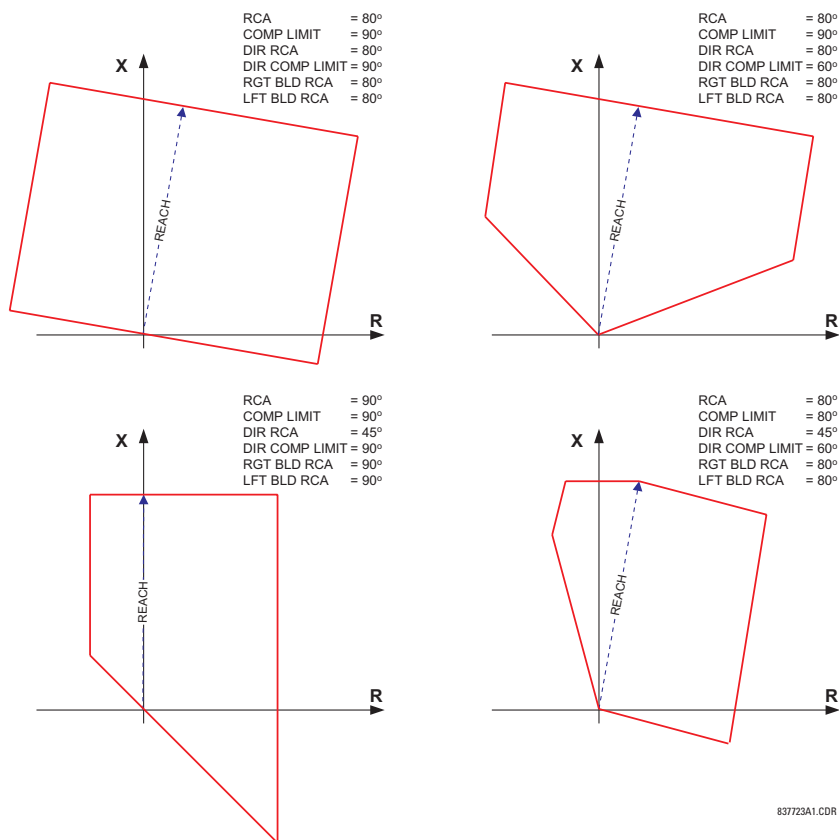 RCA = 80º
COMP LIMIT = 90º
DIR RCA = 80º
DIR COMP LIMIT = 90º
RGT BLD RCA = 80º
LFT BLD RCA = 80º
X
REACH
R
RCA = 80º
COMP LIMIT = 90º
DIR RCA = 80º
DIR COMP LIMIT = 60º
RGT BLD RCA = 80º
LFT BLD RCA = 80º
X
REACH
R
RCA = 90º
COMP LIMIT = 90º
DIR RCA = 45º
DIR COMP LIMIT = 90º
RGT BLD RCA = 90º
LFT BLD RCA = 90º
X
REACH
R
RCA = 80º
COMP LIMIT = 80º
DIR RCA = 45º
DIR COMP LIMIT = 60º
RGT BLD RCA = 80º
LFT BLD RCA = 80º
X
REACH
R
837723A1.CDR